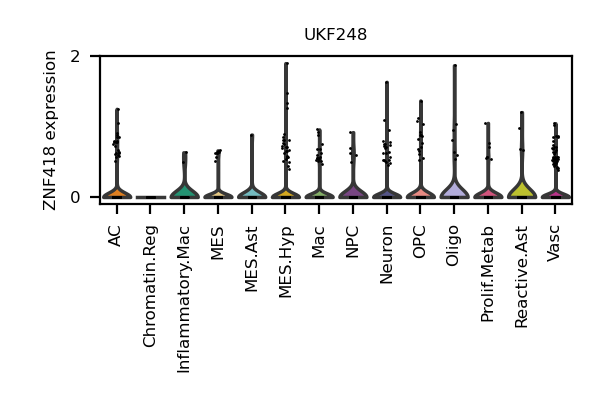 UKF248
ZNF418 expression
2
0
AC
Chromatin.Reg
Inflammatory.Mac
MES
MES.Ast
MES.Hyp
Mac
NPC
Neuron
OPC
Oligo
Prolif.Metab
Reactive.Ast
Vasc